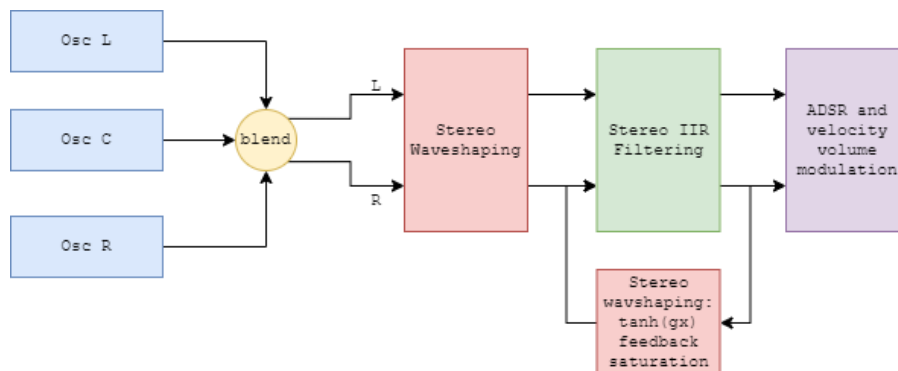 Osc L
Osc C
Osc R
blend
L
R
Stereo
Waveshaping
Stereo IIR
Filtering
ADSR and
velocity
volume
modulation
Stereo
wavshaping:
tanh(gx)
feedback
saturation